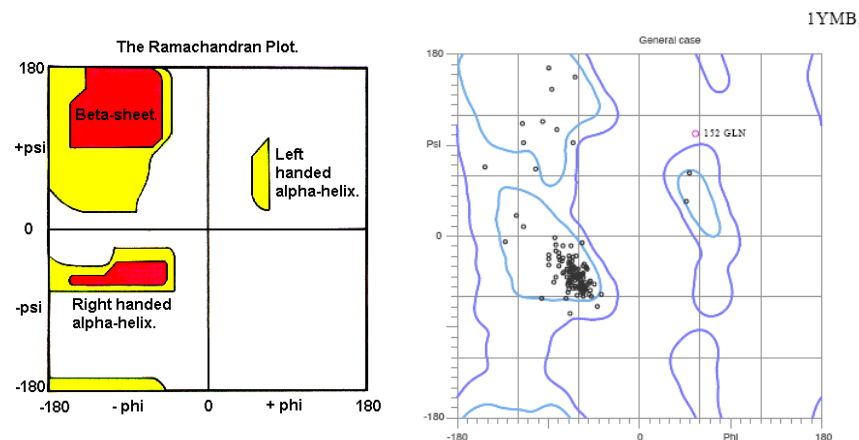 1YMB
The Ramachandran Plot.
180
Beta-sheet.
+psi
Left
handed
alpha-helix.
0
-psi
Right handed
alpha-helix.
-180
-180
- phi
0
+ phi
180
General case
180
Psi
152 GLN
0
-180
-180
0
Phi
180